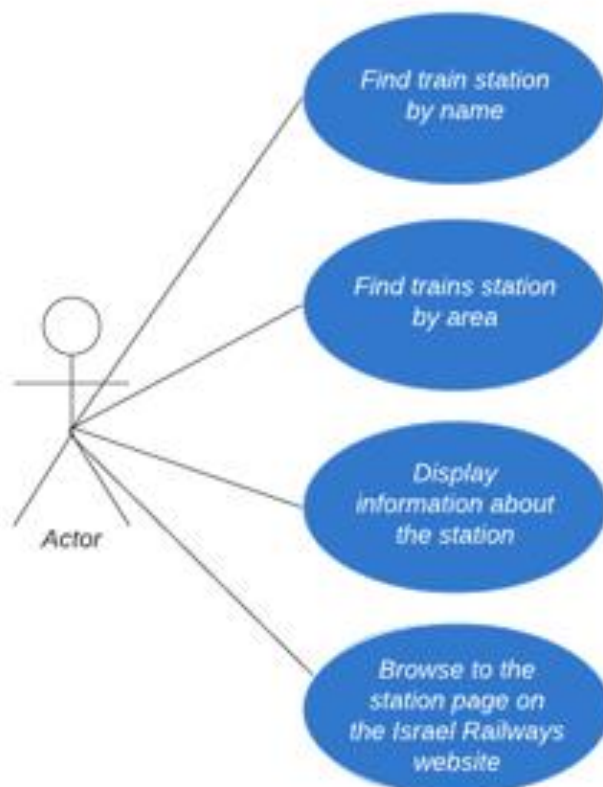 Find train station
by name
Find trains station
by area
Display
information about
the station
Actor
Browse to the
station page on
the Israel Railways
website